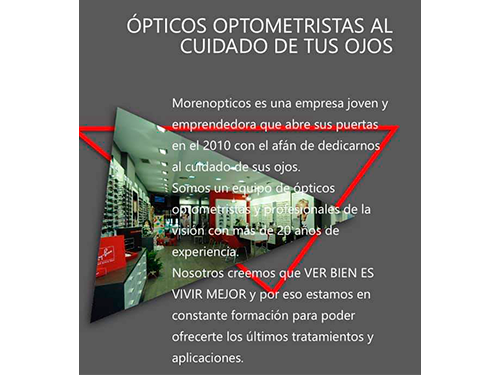 ÓPTICOS OPTOMETRISTAS AL
CUIDADO DE TUS OJOS
Morenopticos es una empresa joven y
emprendedora que abre sus puertas
en el 2010 con el afán de dedicarnos
al cuidado de sus ojos.
Somos un equipo de ópticos
optometristas y profesionales de la
visión con más de 20 años de
experiencia.
Nosotros creemos que VER BIEN ES
VIVIR MEJOR y por eso estamos en
constante formación para poder
ofrecerte los últimos tratamientos y
aplicaciones.